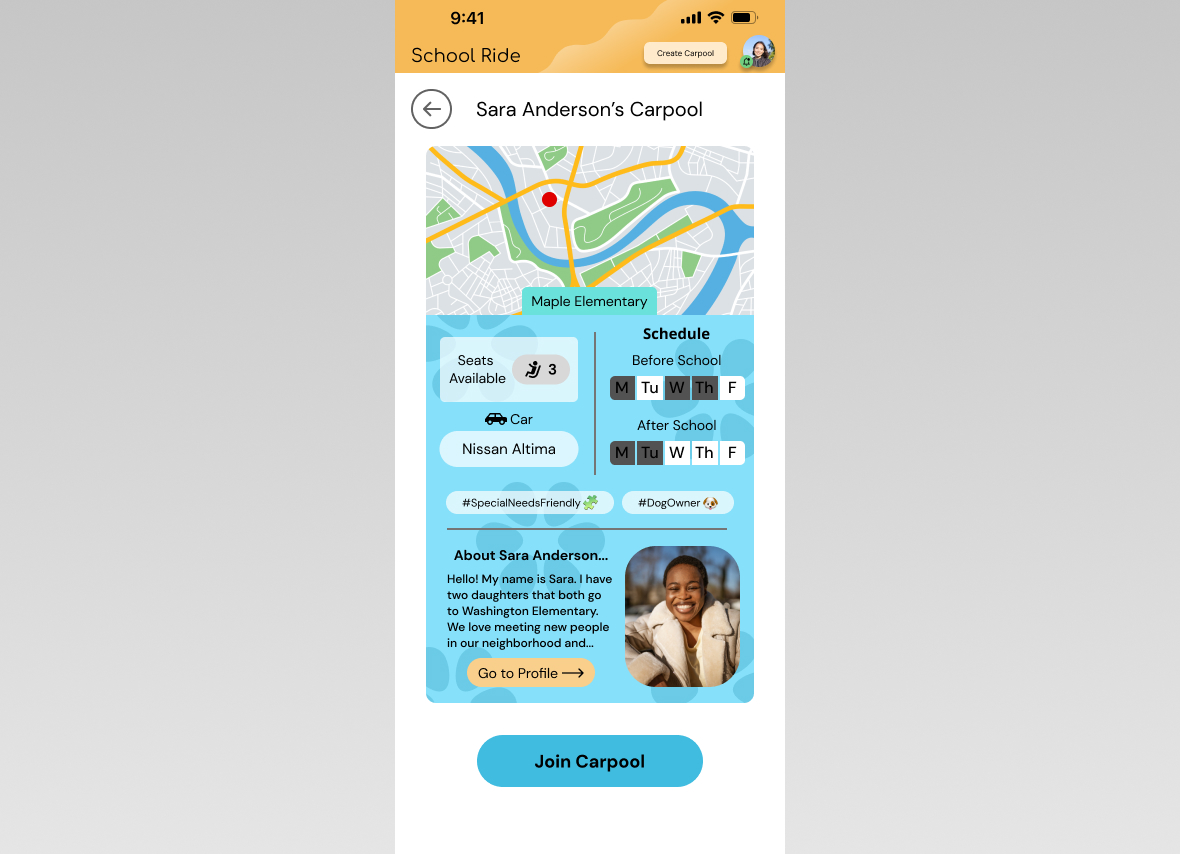 9:41
School Ride
Create Carpool
Sara Anderson’s Carpool
Maple Elementary
Seats
Available
3
Car
Nissan Altima
Schedule
Before School
M Tu W Th F
After School
M Tu W Th F
#SpecialNeedsFriendly
#DogOwner
About Sara Anderson...
Hello! My name is Sara. I have
two daughters that both go
to Washington Elementary.
We love meeting new people
in our neighborhood and...
Go to Profile
Join Carpool